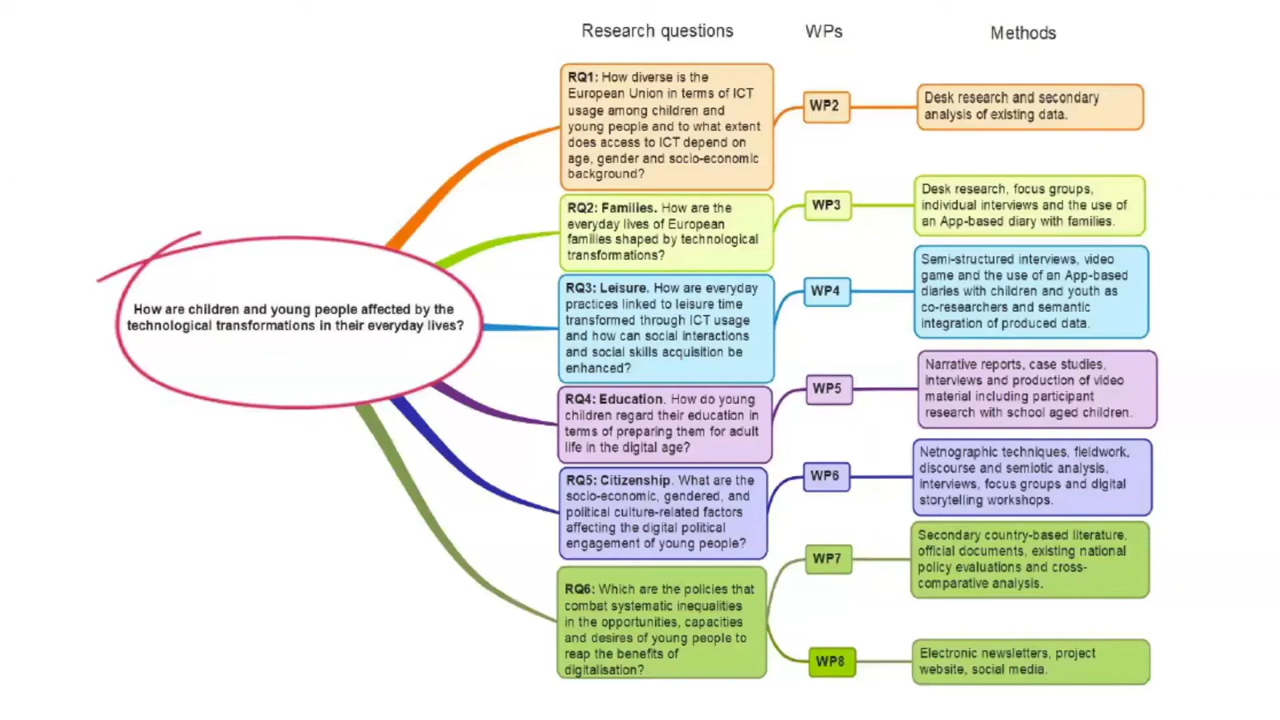 Research questions
WPs
Methods
How are children and young people affected by the
technological transformations in their everyday lives?
RQ1: How diverse is the
European Union in terms of ICT
usage among children and
young people and to what extent
does access to ICT depend on
age, gender and socio-economic
background?
WP2
Desk research and secondary
analysis of existing data.
RQ2: Families. How are the
everyday lives of European
families shaped by technological
transformations?
WP3
Desk research, focus groups,
individual interviews and the use of
an App-based diary with families.
RQ3: Leisure. How are everyday
practices linked to leisure time
transformed through ICT usage
and how can social interactions
and social skills acquisition be
enhanced?
WP4
Semi-structured interviews, video
game and the use of an App-based
diaries with children and youth as
co-researchers and semantic
integration of produced data.
RQ4: Education. How do young
children regard their education in
terms of preparing them for adult
life in the digital age?
WP5
Narrative reports, case studies,
interviews and production of video
material including participant
research with school aged children.
RQ5: Citizenship. What are the
socio-economic, gendered, and
political culture-related factors
affecting the digital political
engagement of young people?
WP6
Netnographic techniques, fieldwork,
discourse and semiotic analysis,
interviews, focus groups and digital
storytelling workshops.
RQ6: Which are the policies that
combat systematic inequalities
in the opportunities, capacities
and desires of young people to
reap the benefits of
digitalisation?
WP7
Secondary country-based literature,
official documents, existing national
policy evaluations and cross-
comparative analysis.
WP8
Electronic newsletters, project
website, social media.